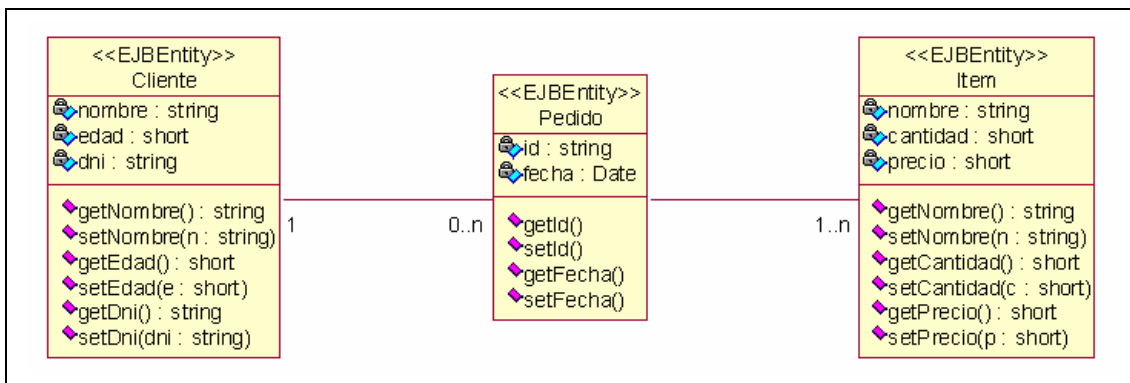 <<EJBEntity>>
Cliente
nombre : string
edad : short
dni : string
getNombre() : string
setNombre(n : string)
getEdad() : short
setEdad(e : short)
getDni() : string
setDni(dni : string)
1
0..n
<<EJBEntity>>
Pedido
id : string
fecha : Date
getId()
setId()
getFecha()
setFecha()
1..n
<<EJBEntity>>
Item
nombre : string
cantidad : short
precio : short
getNombre() : string
setNombre(n : string)
getCantidad() : short
setCantidad(c : short)
getPrecio() : short
setPrecio(p : short)